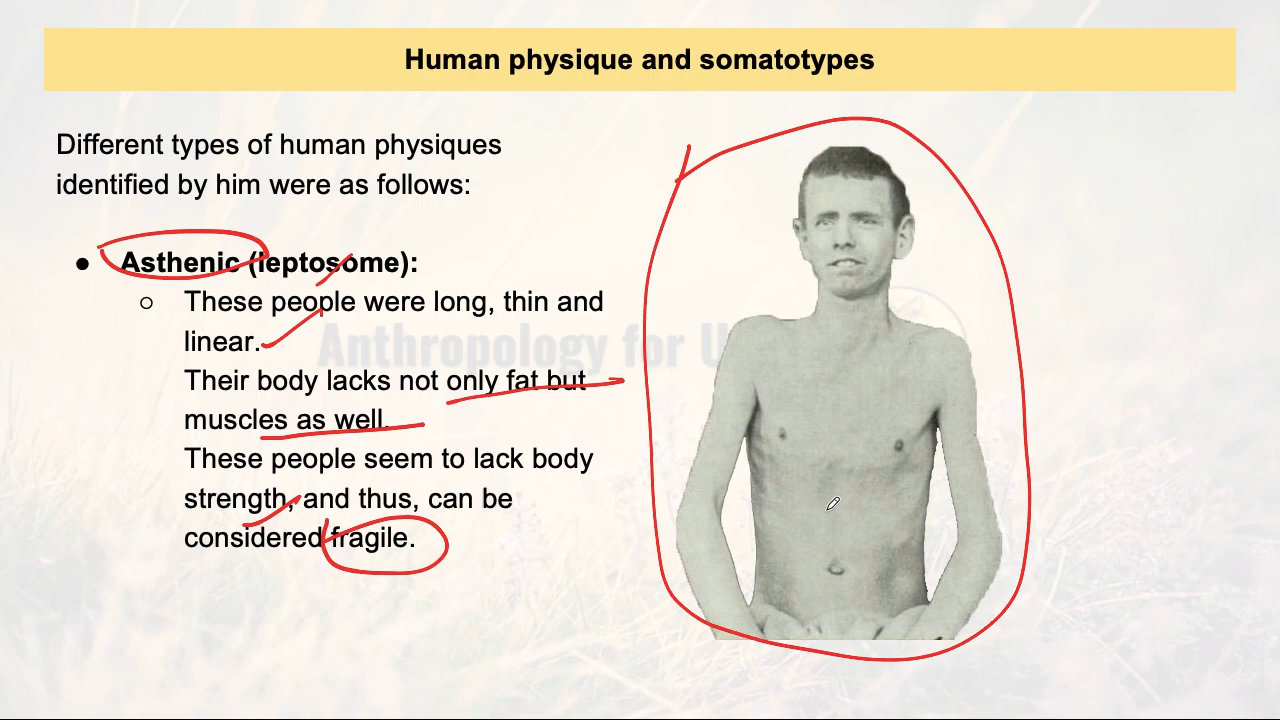 Human physique and somatotypes
Different types of human physiques
identified by him were as follows:
● Asthenic (leptosome):
○ These people were long, thin and
linear.
Anthropology for U
Their body lacks not only fat but
muscles as well.
These people seem to lack body
strength, and thus, can be
considered fragile.